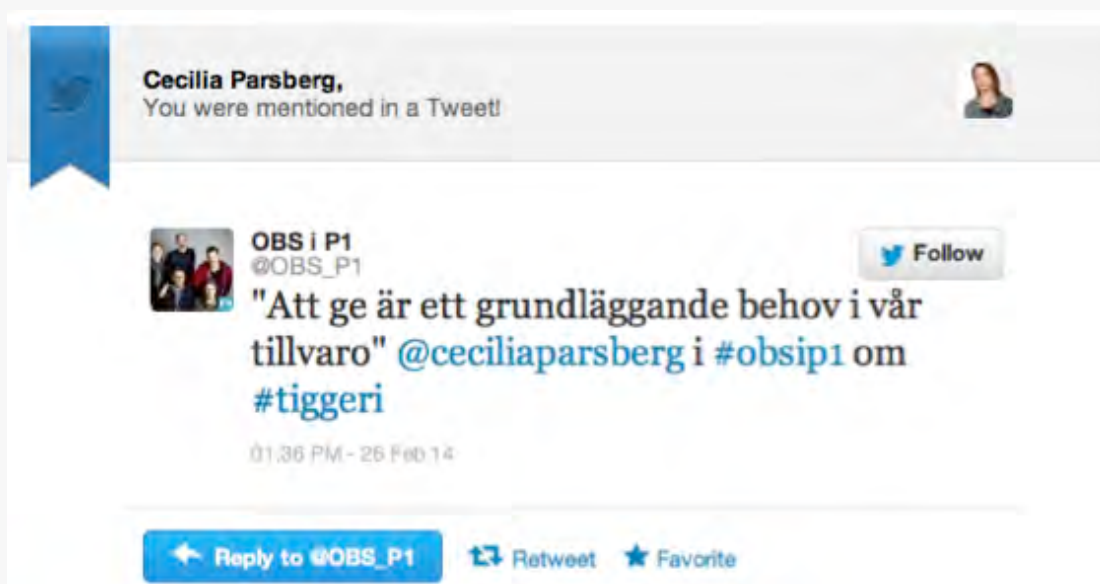 Cecilia Parsberg,
You were mentioned in a Tweet!
OBS i P1
@OBS_P1
Follow
"Att ge är ett grundläggande behov i vår
tillvaro" @ceciliaparsberg i #obsip1 om
#tiggeri
01:36 PM - 26 Feb 14
Reply to @OBS_P1
Retweet
Favorite